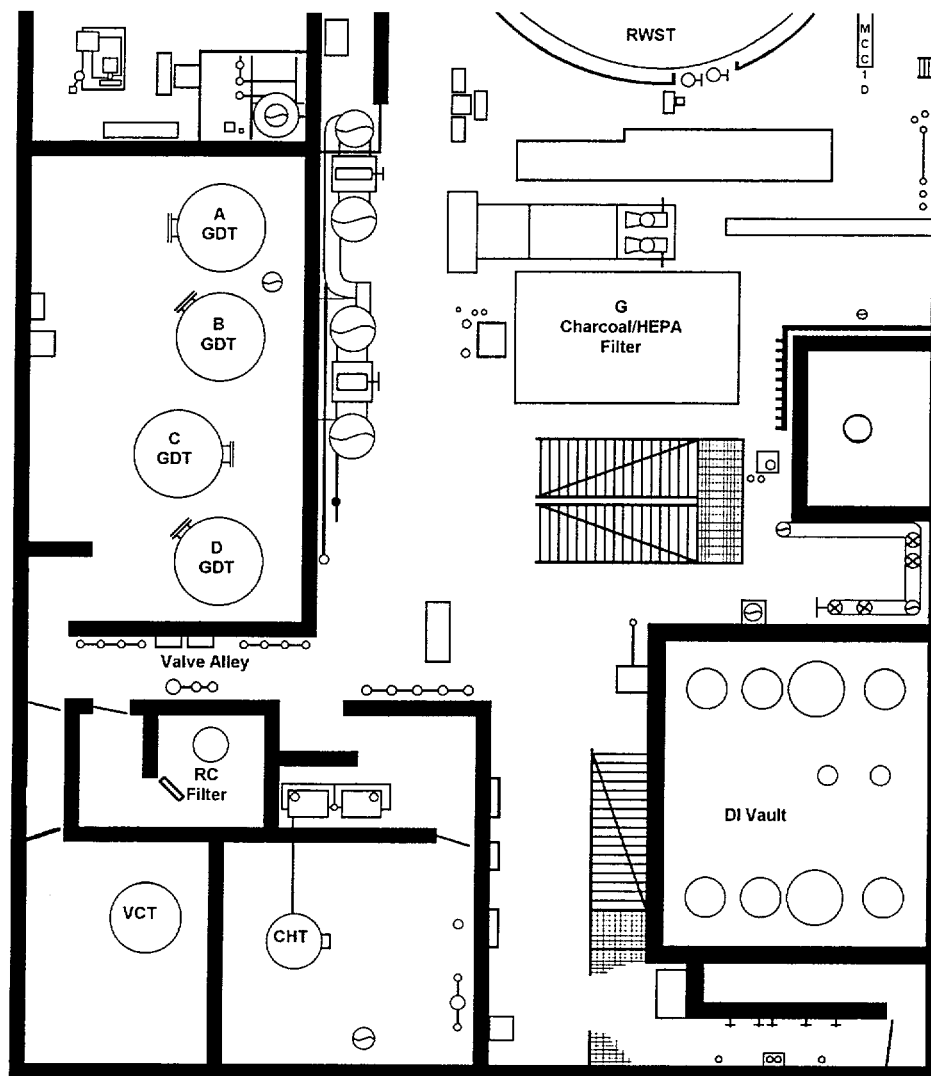 RWST
M
C
C
1
D
A
GDT
B
GDT
G
Charcoal/HEPA
Filter
C
GDT
D
GDT
Valve Alley
RC
Filter
DI Vault
VCT
CHT